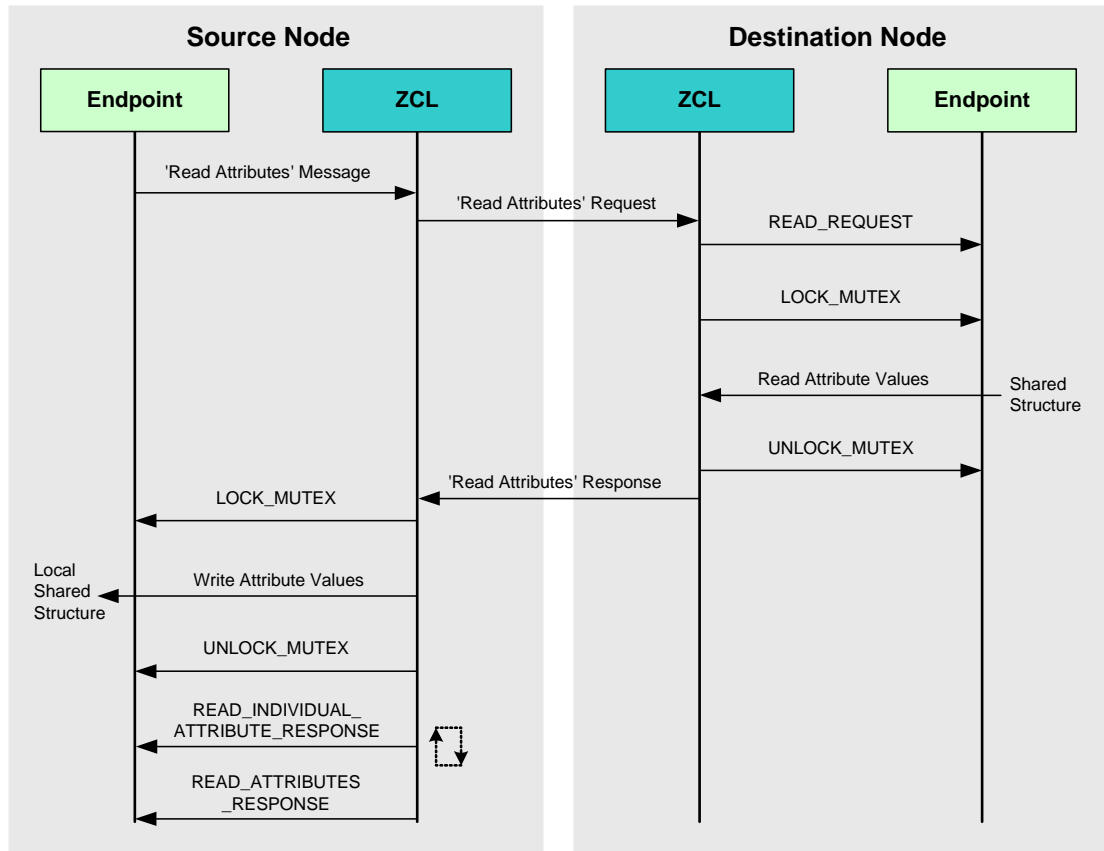 Source Node
Destination Node
Endpoint
ZCL
ZCL
Endpoint
'Read Attributes' Message
'Read Attributes' Request
READ_REQUEST
LOCK_MUTEX
Read Attribute Values
Shared
Structure
UNLOCK_MUTEX
'Read Attributes' Response
LOCK_MUTEX
Local
Shared
Structure
Write Attribute Values
UNLOCK_MUTEX
READ_INDIVIDUAL_
ATTRIBUTE_RESPONSE
READ_ATTRIBUTES
_RESPONSE